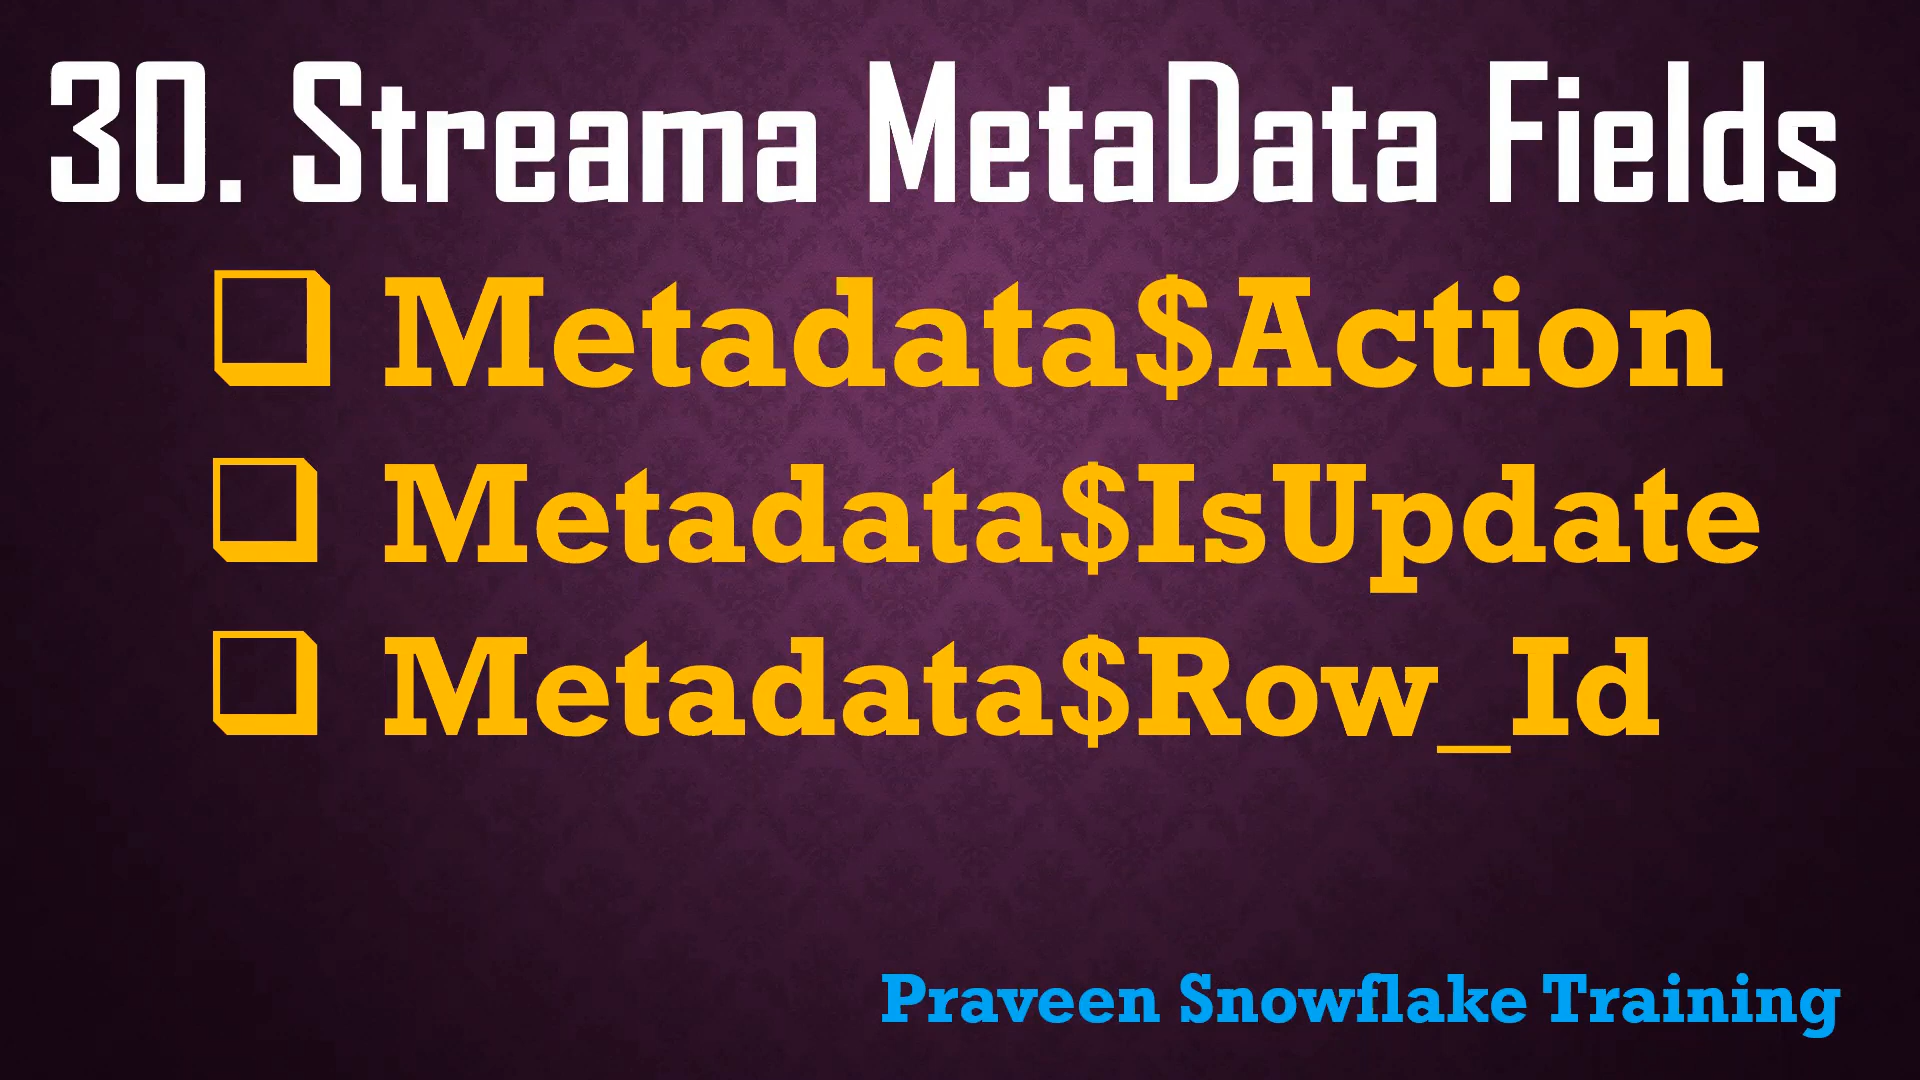 30. Streama MetaData Fields
Metadata$Action
Metadata$IsUpdate
Metadata$Row_Id
Praveen Snowflake Training